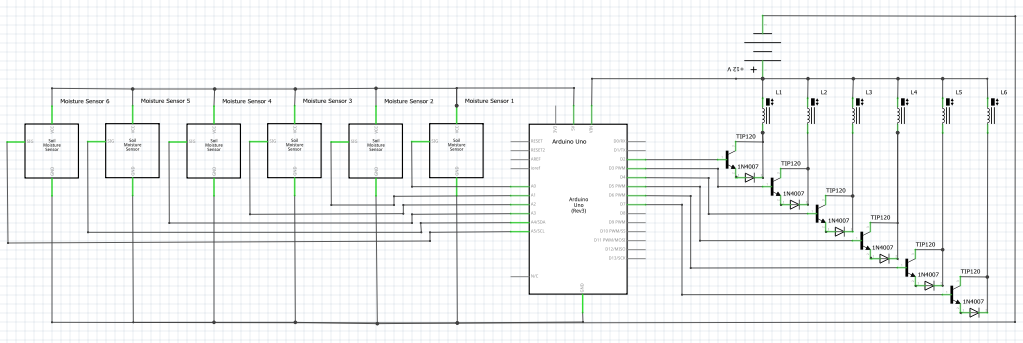 +12 V
L1
L2
L3
L4
L5
L6
Moisture Sensor 6
Moisture Sensor 5
Moisture Sensor 4
Moisture Sensor 3
Moisture Sensor 2
Moisture Sensor 1
VCC
VCC
VCC
VCC
VCC
VCC
3V3
5V
VIN
SIG
Soil Moisture Sensor
SIG
Soil Moisture Sensor
SIG
Soil Moisture Sensor
SIG
Soil Moisture Sensor
SIG
Soil Moisture Sensor
SIG
Soil Moisture Sensor
GND
GND
GND
GND
GND
GND
Arduino Uno
RESET
RESET2
AREF
ioref
A0
A1
A2
A3
A4/SDA
A5/SCL
N/C
Arduino
Uno
(Rev3)
D0/RX
D1/TX
D2
D3 PWM
D4
D5 PWM
D6 PWM
D7
D8
D9 PWM
D10 PWM/SS
D11 PWM/MOSI
D12/MISO
D13/SCK
GND
TIP120
1N4007
TIP120
1N4007
TIP120
1N4007
TIP120
1N4007
TIP120
1N4007
TIP120
1N4007